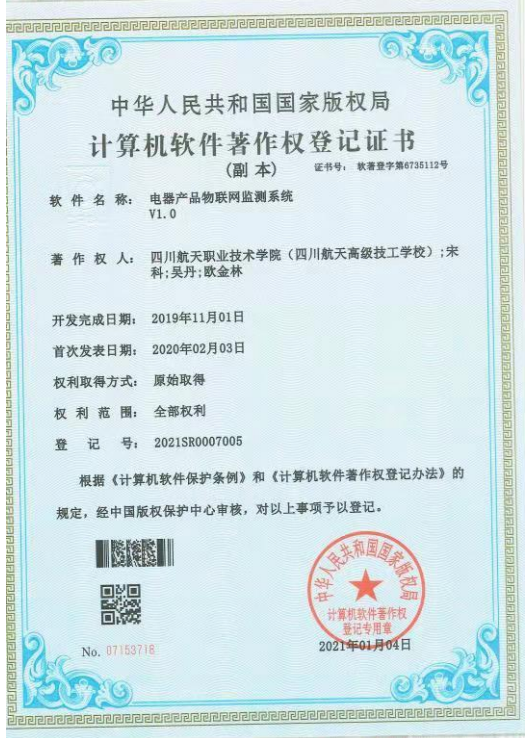 中华人民共和国国家版权局
计算机软件著作权登记证书
(副本)
证书号： 软著登字第6735112号
软件名称： 电器产品物联网监测系统
V1.0
著作权人： 四川航天职业技术学院（四川航天高级技工学校）;宋
科;吴丹;欧金林
开发完成日期： 2019年11月01日
首次发表日期： 2020年02月03日
权利取得方式： 原始取得
权利范围： 全部权利
登记号： 2021SR0007005
根据《计算机软件保护条例》和《计算机软件著作权登记办法》的
规定，经中国版权保护中心审核，对以上事项予以登记。
中华人民共和国国家版权局
计算机软件著作权
登记专用章
No. 07153718
2021年01月04日